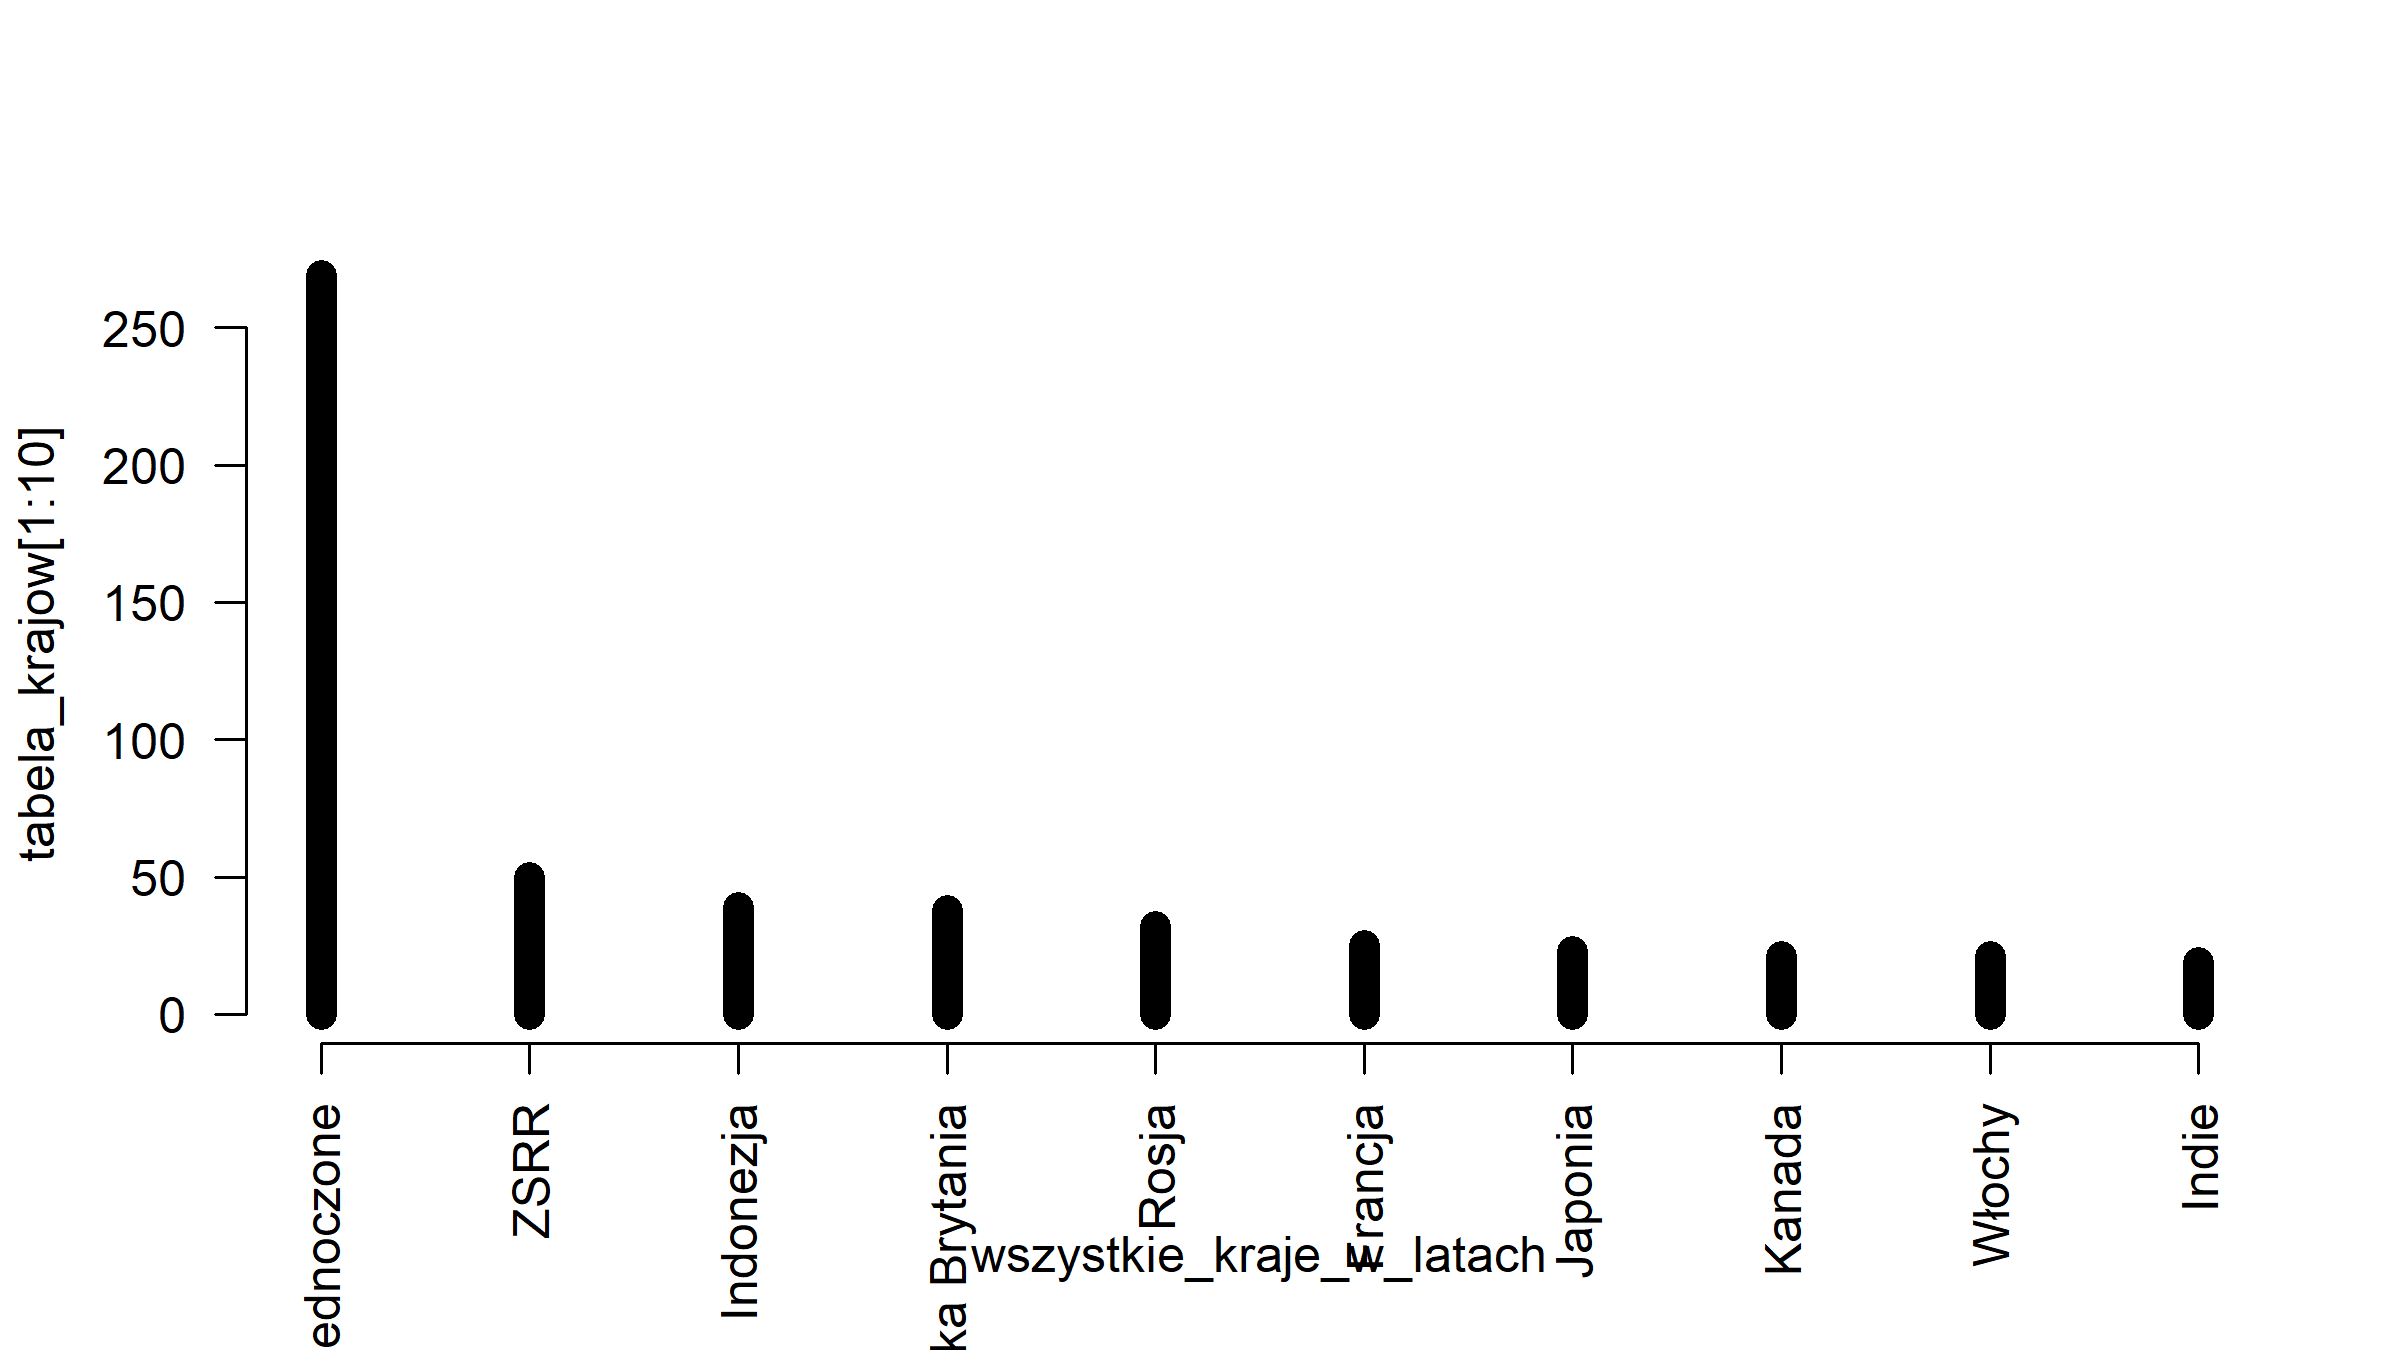 tabela_krajow[1:10]
250
200
150
100
50
0
ednoczone
ZSRR
Indonezja
ka Brytania
Rosja
Francja
Japonia
Kanada
Włochy
Indie
wszystkie_kraje_w_latach